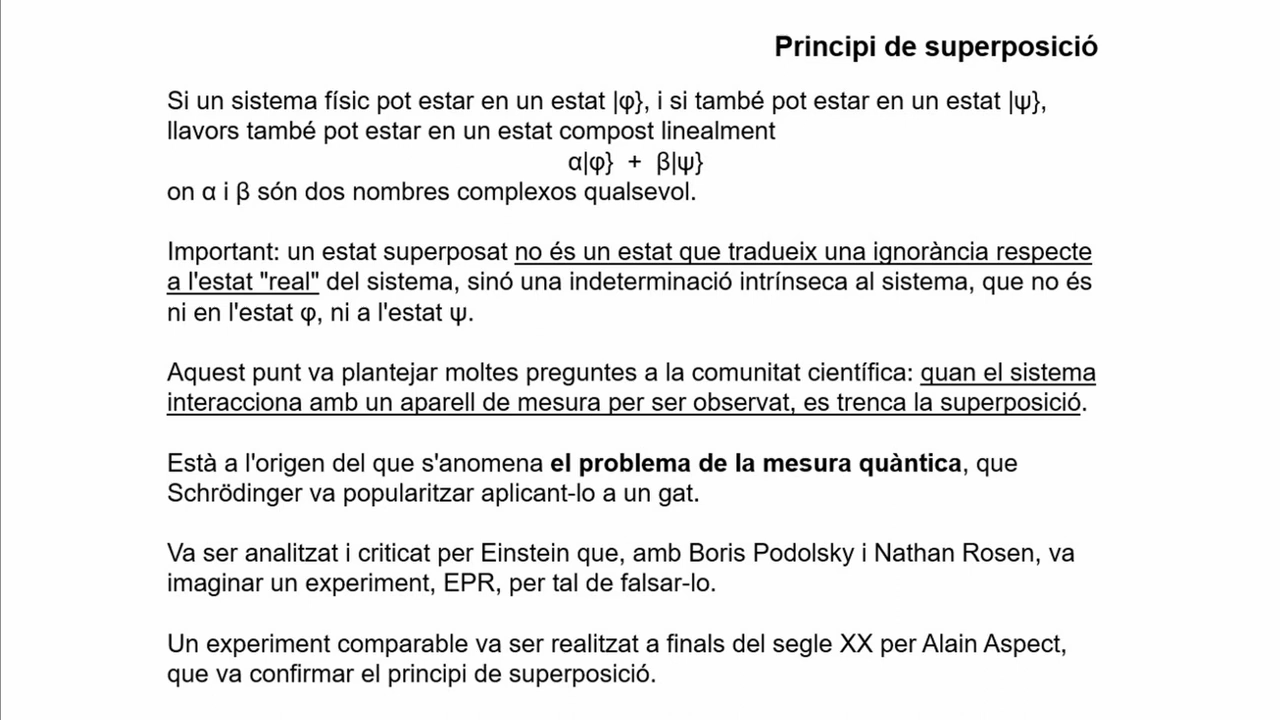 Principi de superposició
Si un sistema físic pot estar en un estat |φ}, i si també pot estar en un estat |ψ},
llavors també pot estar en un estat compost linealment
α|φ} + β|ψ}
on α i β són dos nombres complexos qualsevol.
Important: un estat superposat no és un estat que tradueix una ignorància respecte
a l'estat "real" del sistema, sinó una indeterminació intrínseca al sistema, que no és
ni en l'estat φ, ni a l'estat ψ.
Aquest punt va plantejar moltes preguntes a la comunitat científica: quan el sistema
interacciona amb un aparell de mesura per ser observat, es trenca la superposició.
Està a l'origen del que s'anomena el problema de la mesura quàntica, que
Schrödinger va popularitzar aplicant-lo a un gat.
Va ser analitzat i criticat per Einstein que, amb Boris Podolsky i Nathan Rosen, va
imaginar un experiment, EPR, per tal de falsar-lo.
Un experiment comparable va ser realitzat a finals del segle XX per Alain Aspect,
que va confirmar el principi de superposició.